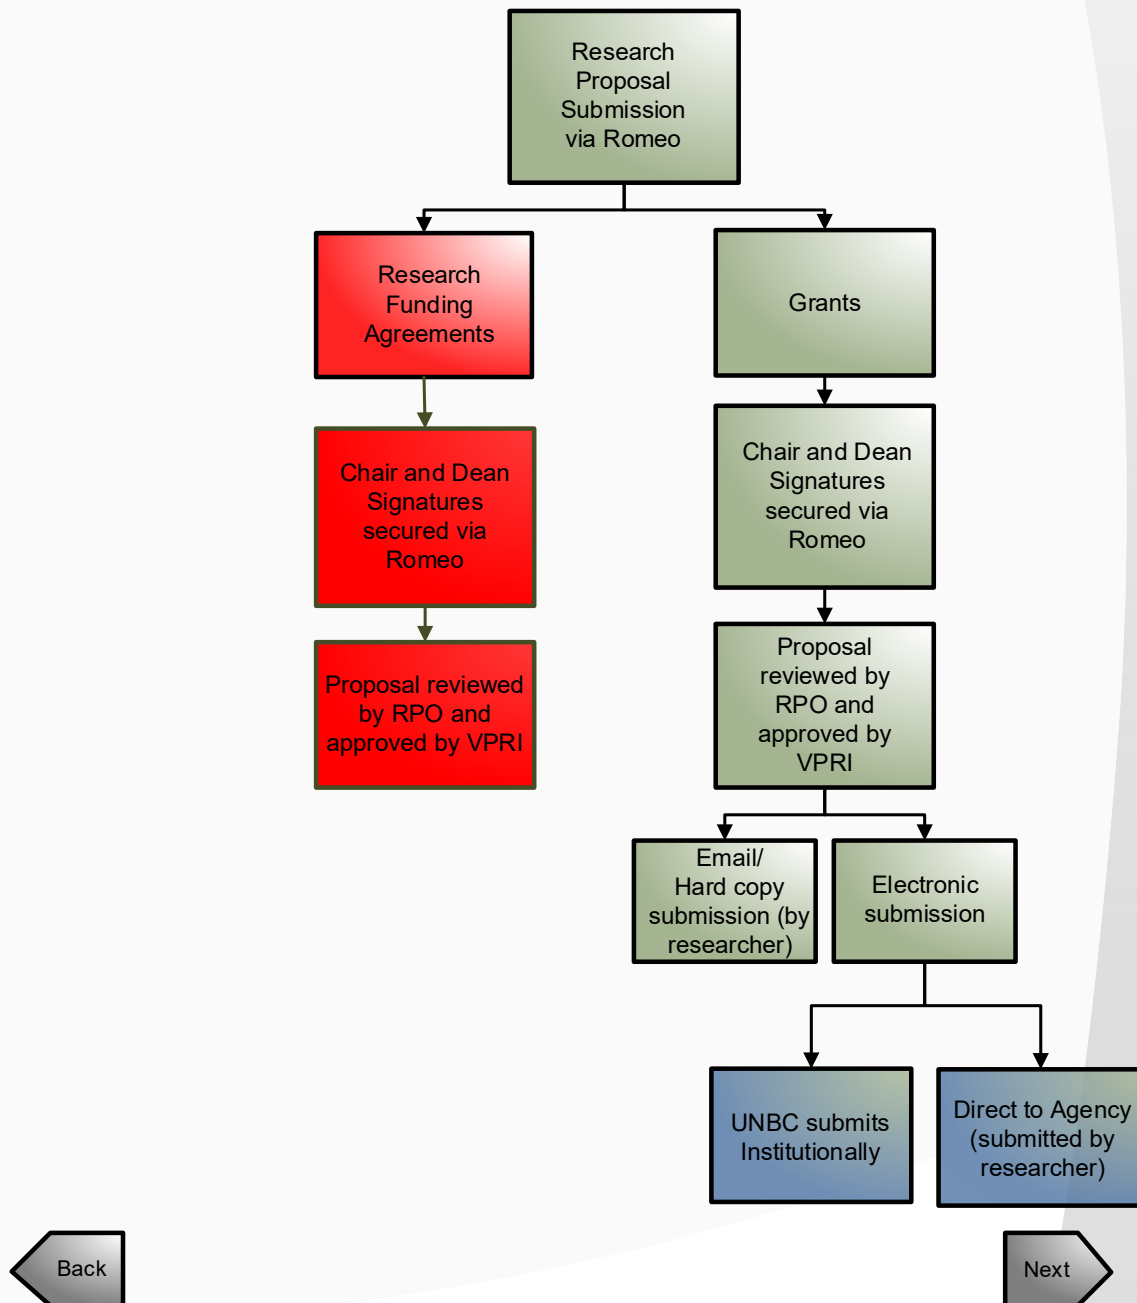 Research
Proposal
Submission
via Romeo
Research
Funding
Agreements
Grants
Chair and Dean
Signatures
secured via
Romeo
Chair and Dean
Signatures
secured via
Romeo
Proposal reviewed
by RPO and
approved by VPRI
Proposal
reviewed by
RPO and
approved by
VPRI
Email/
Hard copy
submission (by
researcher)
Electronic
submission
UNBC submits
Institutionally
Direct to Agency
(submitted by
researcher)
Back
Next